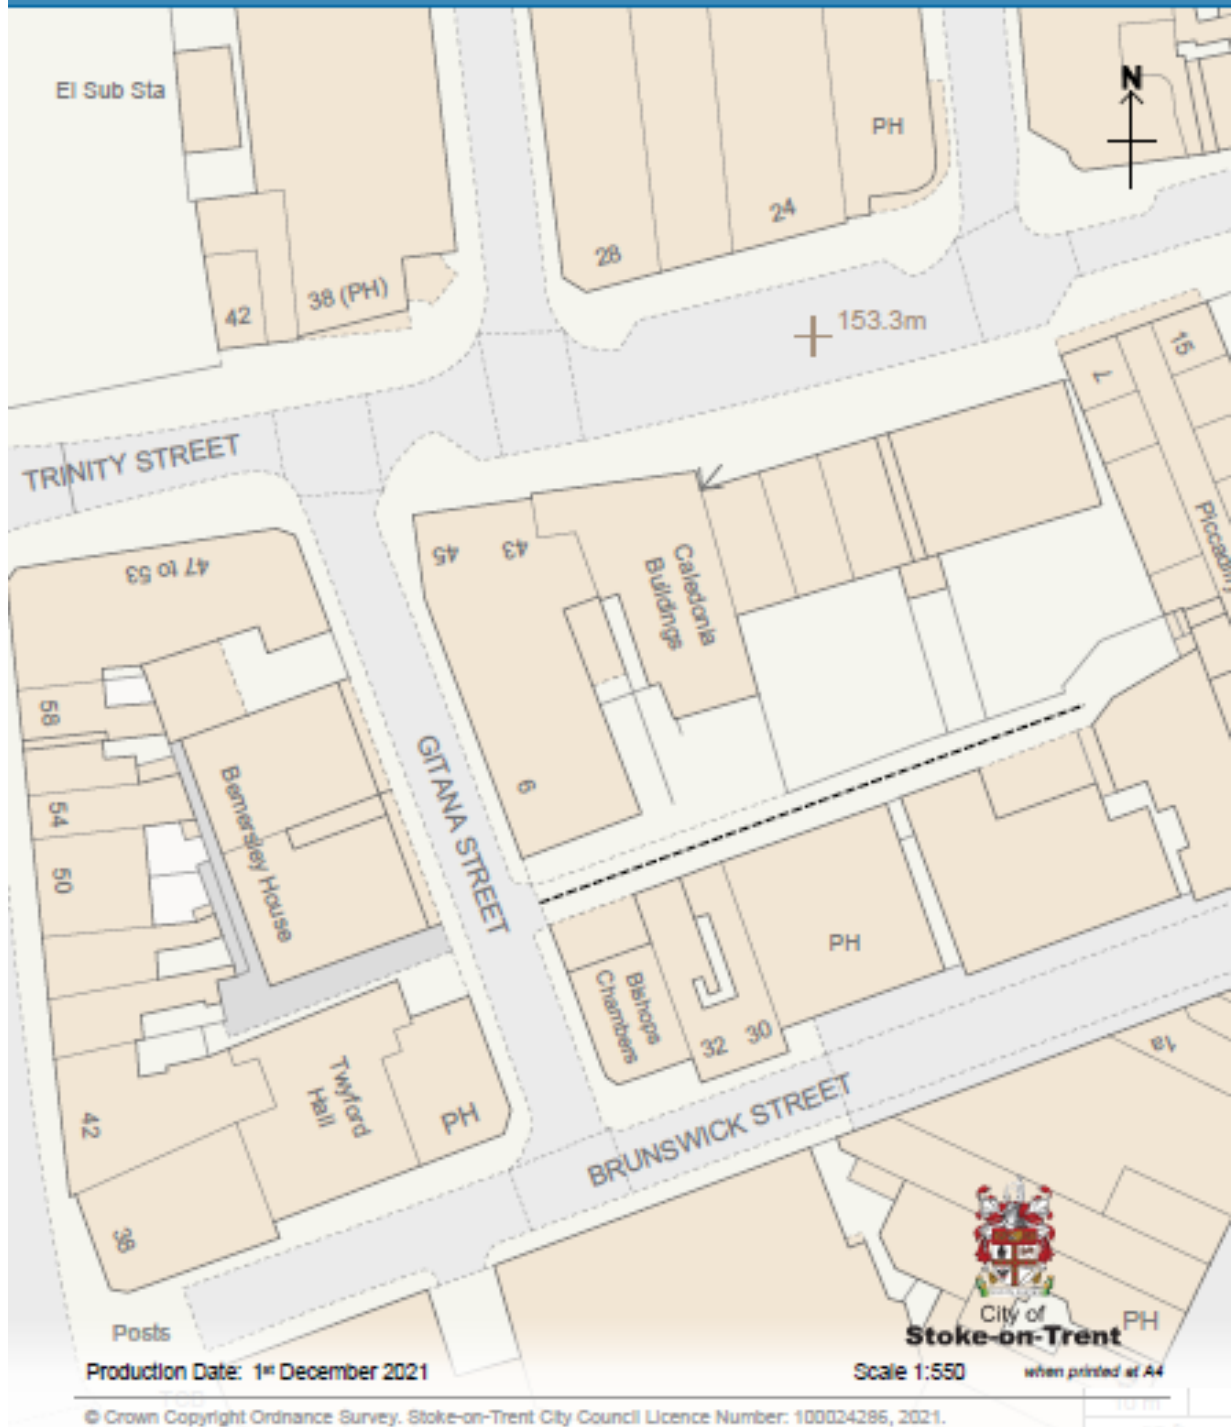 El Sub Sta
N
PH
24
28
38 (PH)
42
153.3m
15
7
TRINITY STREET
Piccadilly
47 to 53
45
43
Caledonia
Buildings
58
54
50
6
GITANA STREET
Bemersley House
PH
Bishops
Chambers
32
30
1a
Twyford
Hall
PH
42
BRUNSWICK STREET
38
City of
Stoke-on-Trent
PH
Posts
Production Date: 1st December 2021
Scale 1:550
when printed at A4
TCB
10 m
© Crown Copyright Ordnance Survey. Stoke-on-Trent City Council Licence Number: 100024286, 2021.